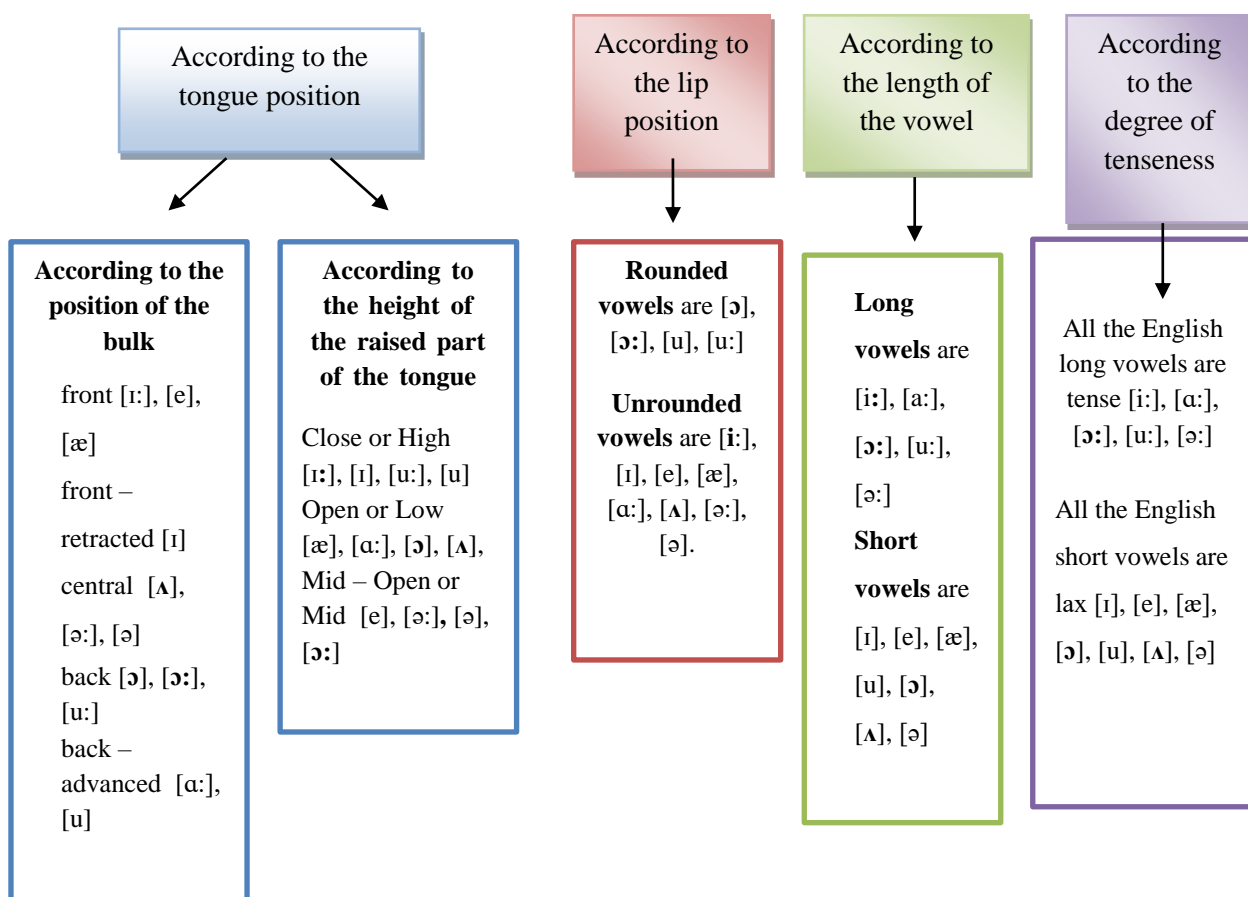 According to the
tongue position
According to
the lip
position
According to
the length of
the vowel
According
to the
degree of
tenseness
According to the
position of the
bulk
front [ɪ:], [e],
[æ]
front –
retracted [ɪ]
central [ʌ],
[ə:], [ə]
back [ɔ], [ɔ:],
[u:]
back –
advanced [ɑ:],
[u]
According to
the height of
the raised part
of the tongue
Close or High
[ɪ:], [ɪ], [u:], [u]
Open or Low
[æ], [ɑ:], [ɔ], [ʌ],
Mid – Open or
Mid [e], [ə:], [ə],
[ɔ:]
Rounded
vowels are [ɔ],
[ɔ:], [u], [u:]
Unrounded
vowels are [i:],
[ɪ], [e], [æ],
[ɑ:], [ʌ], [ə:],
[ə].
Long
vowels are
[i:], [a:],
[ɔ:], [u:],
[ə:]
Short
vowels are
[ɪ], [e], [æ],
[u], [ɔ],
[ʌ], [ə]
All the English
long vowels are
tense [i:], [ɑ:],
[ɔ:], [u:], [ə:]
All the English
short vowels are
lax [ɪ], [e], [æ],
[ɔ], [u], [ʌ], [ə]